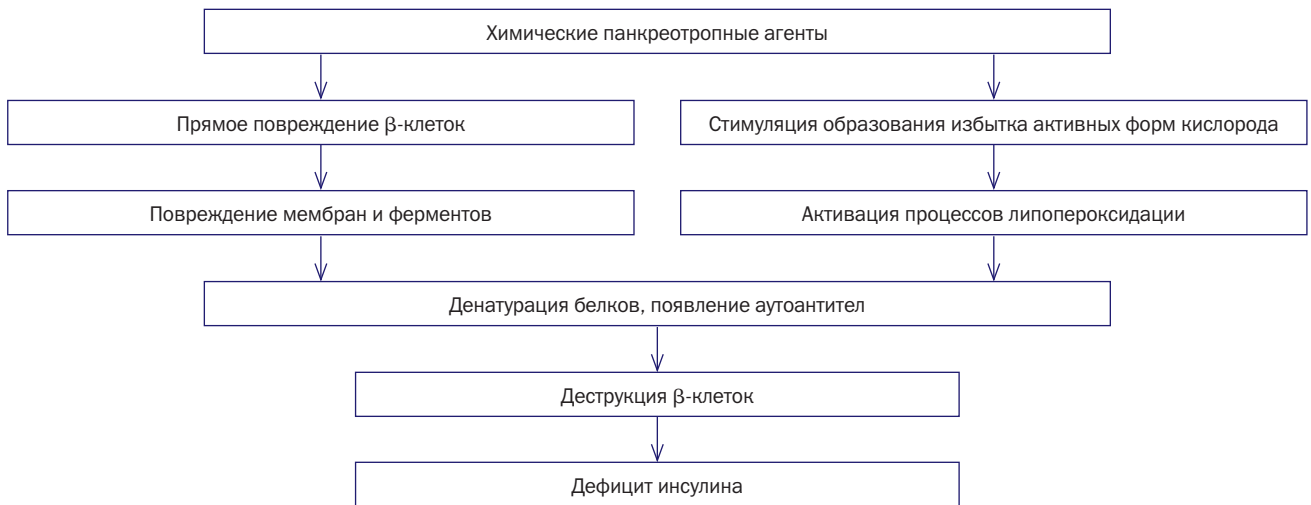 Химические панкреотропные агенты
Прямое повреждение β-клеток
Стимуляция образования избытка активных форм кислорода
Повреждение мембран и ферментов
Активация процессов липопероксидации
Денатурация белков, появление аутоантител
Деструкция β-клеток
Дефицит инсулина